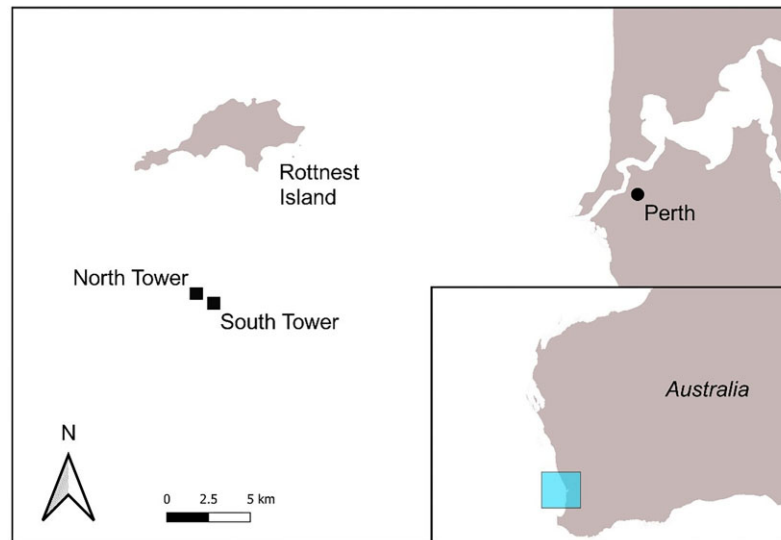 Rottnest
Island
Perth
North Tower
South Tower
Australia
N
0 2.5 5 km